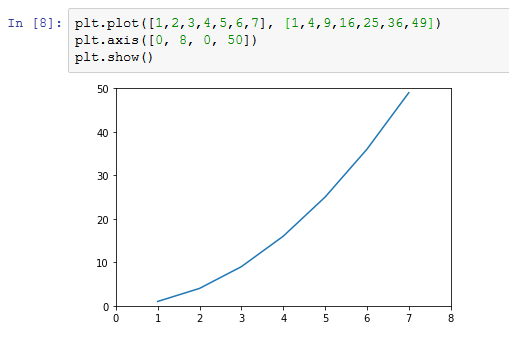 In [8]: plt.plot([1,2,3,4,5,6,7], [1,4,9,16,25,36,49])
plt.axis([0, 8, 0, 50])
plt.show()
50
40
30
20
10
0
0 1 2 3 4 5 6 7 8